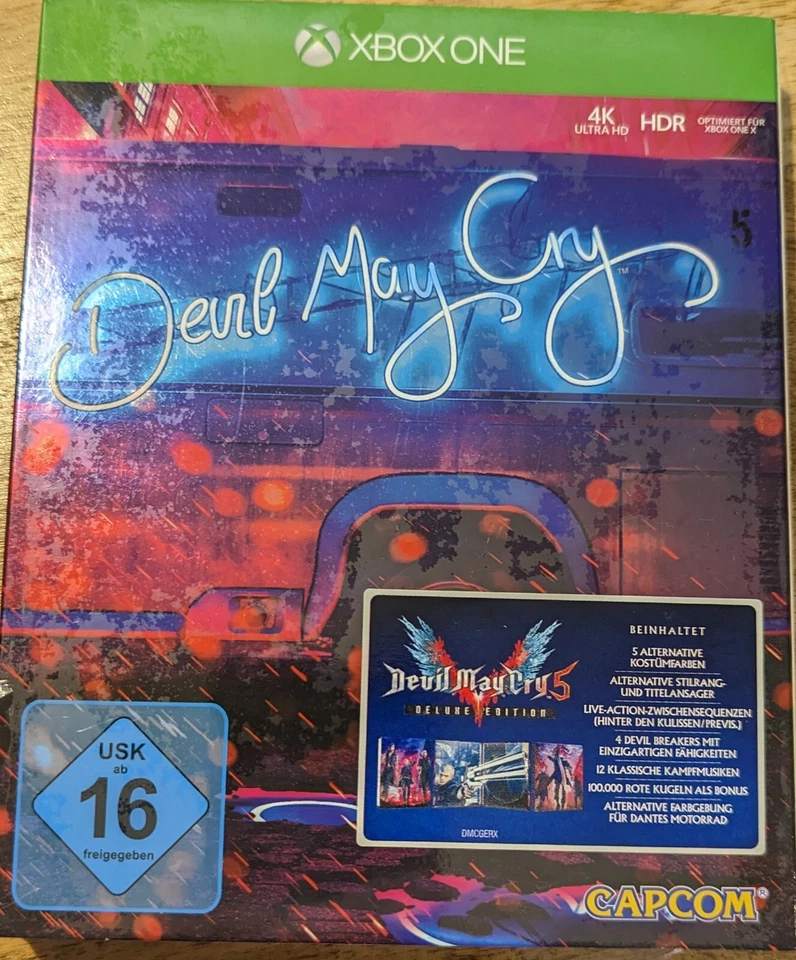 XBOX ONE
4K
ULTRA HD
HDR
OPTIMIERT FÜR
XBOX ONE X
Devil May Cry™
5
BEINHALTET
5 ALTERNATIVE
KOSTÜMFARBEN
ALTERNATIVE STILRANG-
UND TITELANSAGER
LIVE-ACTION-ZWISCHENSEQUENZEN
(HINTER DEN KULISSEN/PREVIS.)
4 DEVIL BREAKERS MIT
EINZIGARTIGEN FÄHIGKEITEN
12 KLASSISCHE KAMPFMUSIKEN
100.000 ROTE KUGELN ALS BONUS
ALTERNATIVE FARBGEBUNG
FÜR DANTES MOTORRAD
Devil May Cry 5
DELUXE EDITION
DMCGERX
USK
ab
16
freigegeben
CAPCOM®